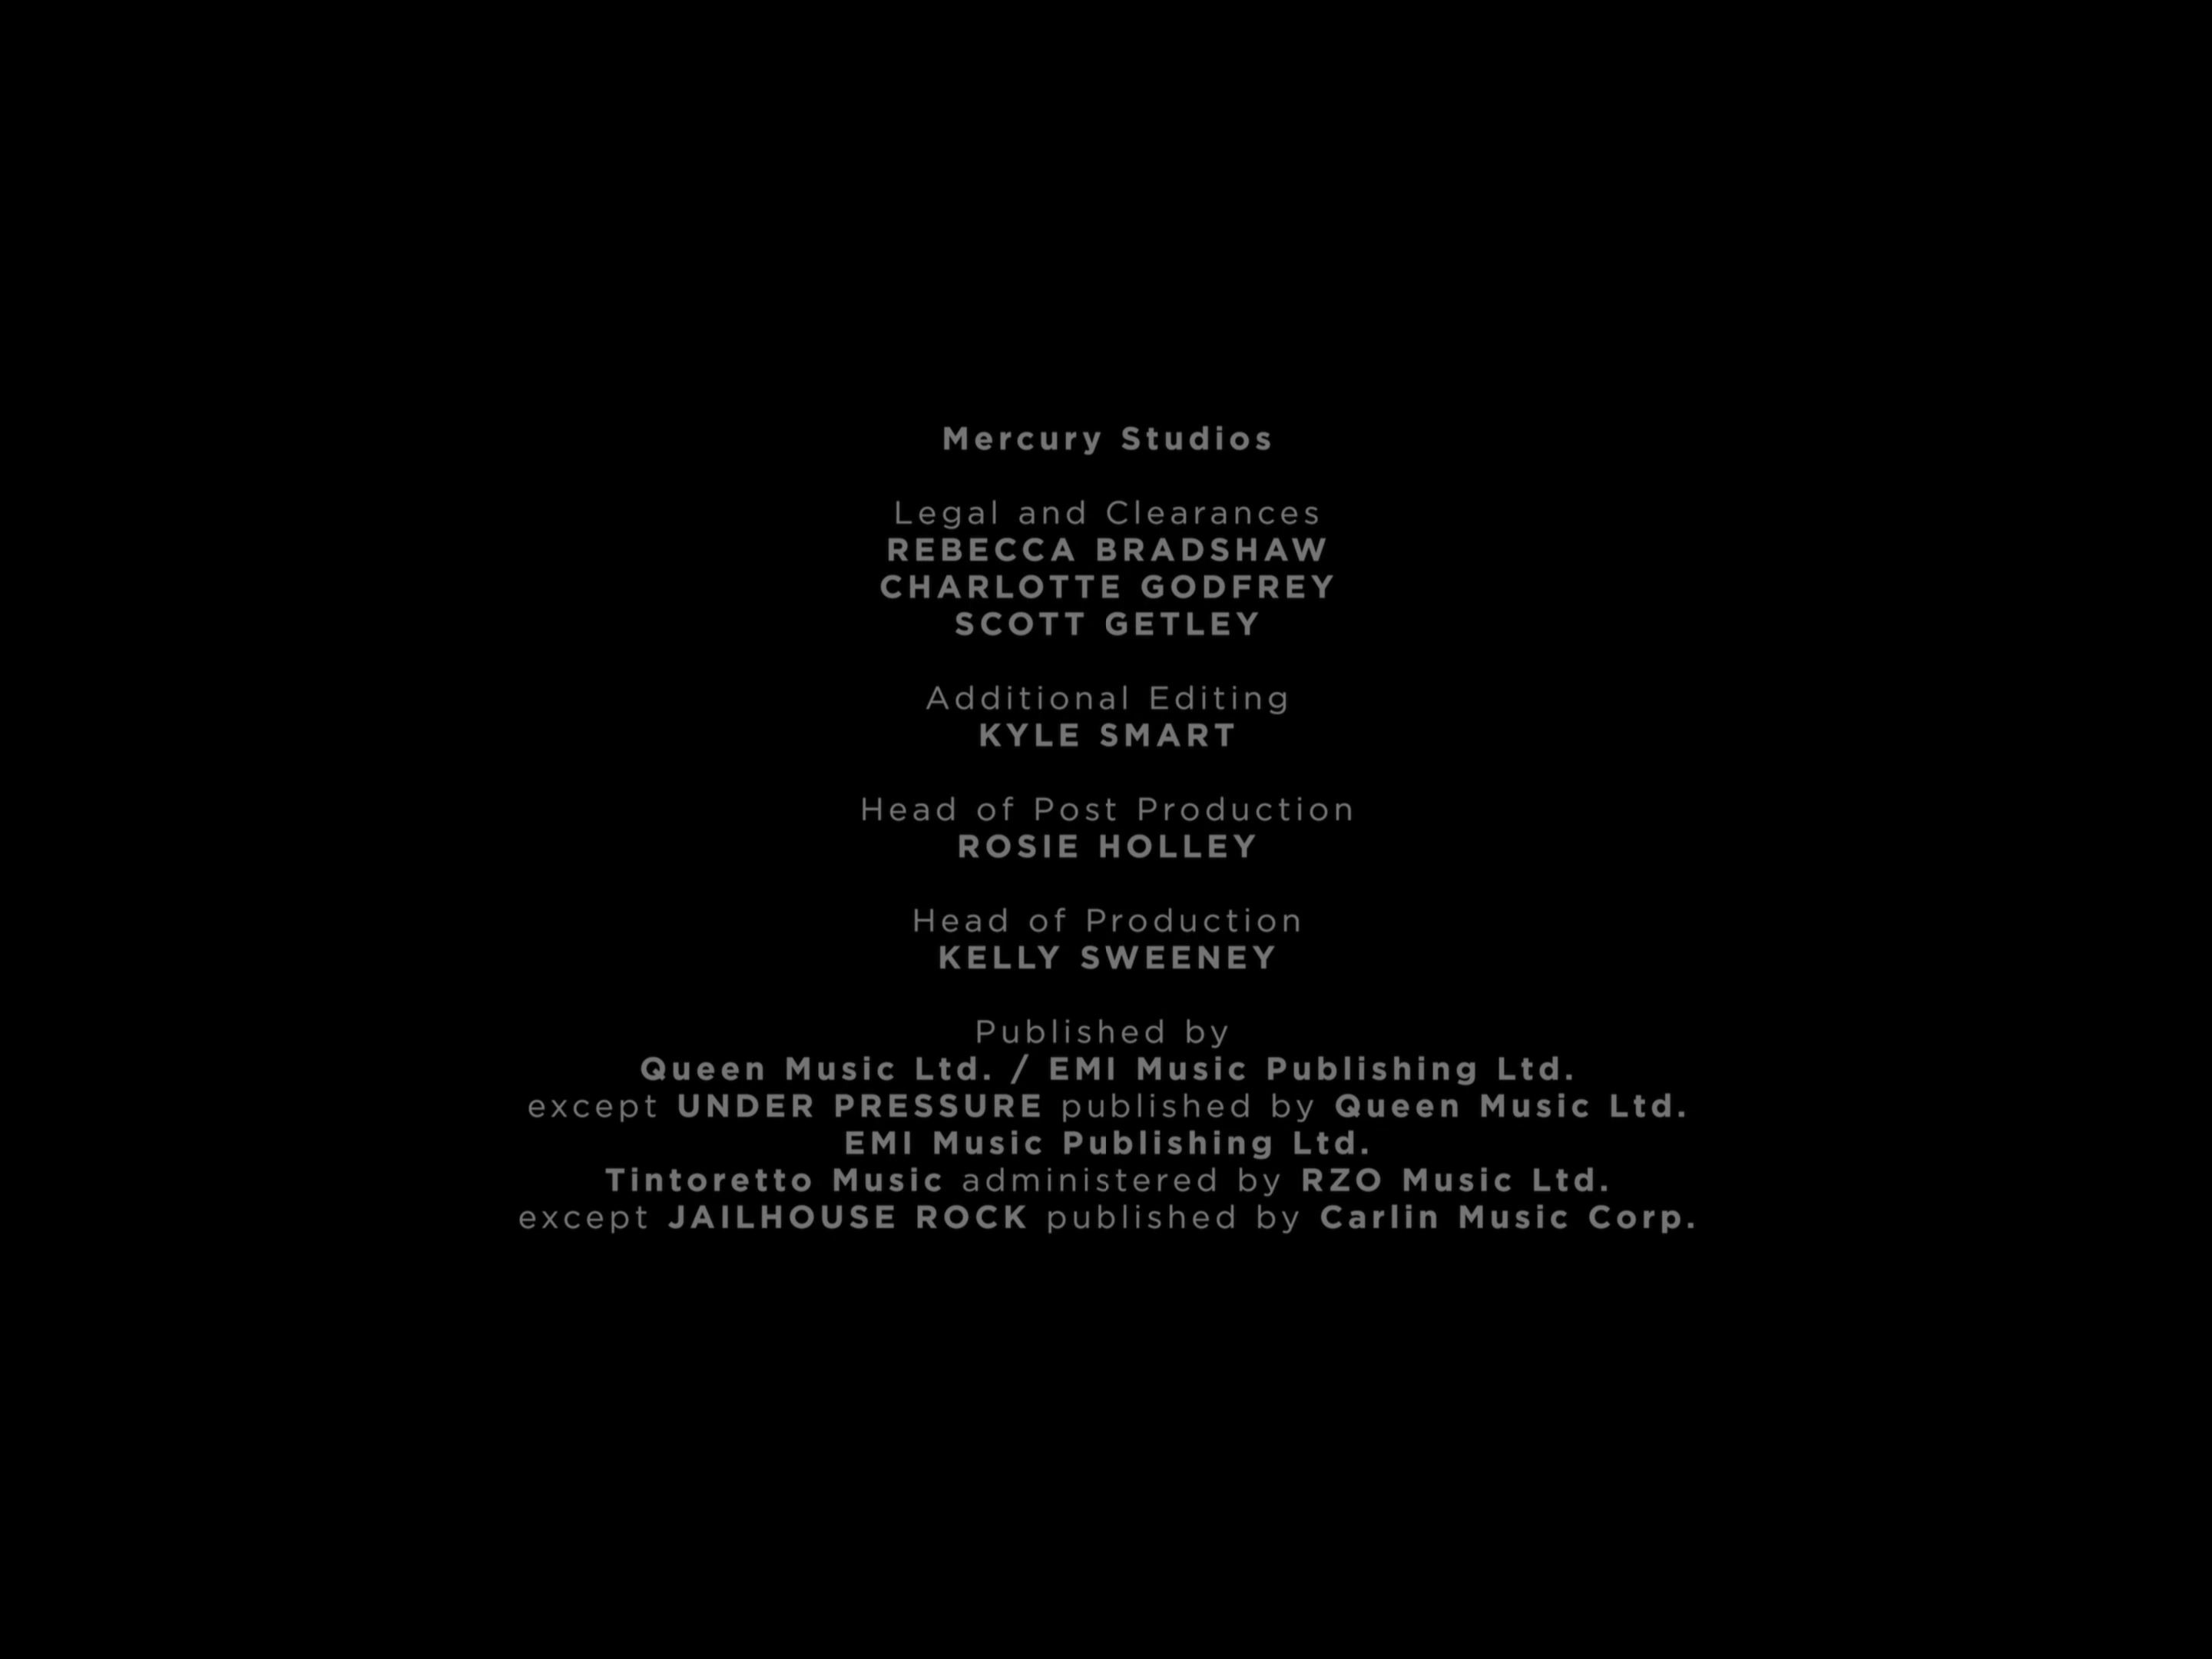 Mercury Studios
Legal and Clearances
REBECCA BRADSHAW
CHARLOTTE GODFREY
SCOTT GETLEY
Additional Editing
KYLE SMART
Head of Post Production
ROSIE HOLLEY
Head of Production
KELLY SWEENEY
Published by
Queen Music Ltd. / EMI Music Publishing Ltd.
except UNDER PRESSURE published by Queen Music Ltd.
EMI Music Publishing Ltd.
Tintoretto Music administered by RZO Music Ltd.
except JAILHOUSE ROCK published by Carlin Music Corp.